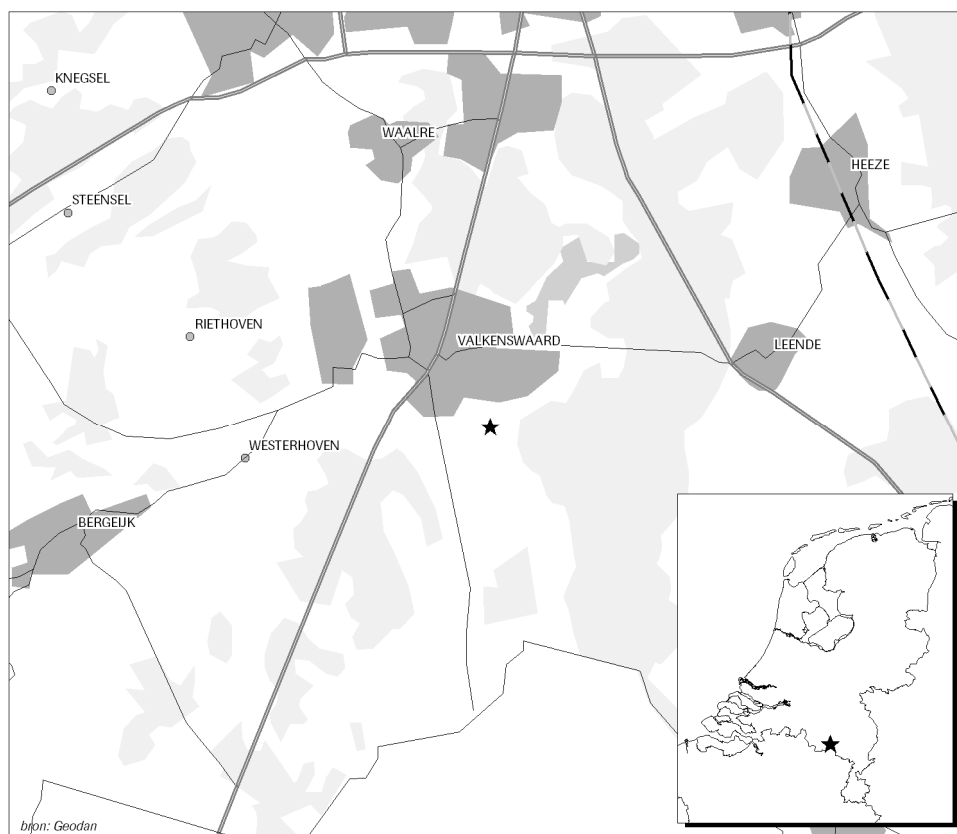 KNEGSEL
WAALRE
HEEZE
STEENSEL
RIETHOVEN
VALKENSWAARD
LEENDE
WESTERHOVEN
BERGEIJK
bron: Geodan